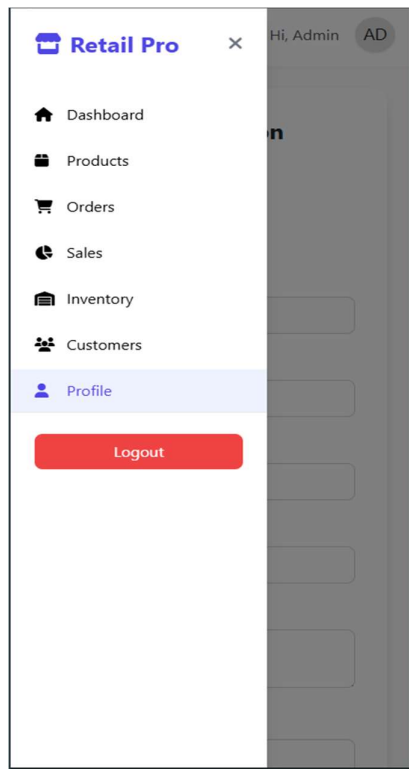 Retail Pro
Hi, Admin
AD
Dashboard
Products
Orders
Sales
Inventory
Customers
Profile
Logout